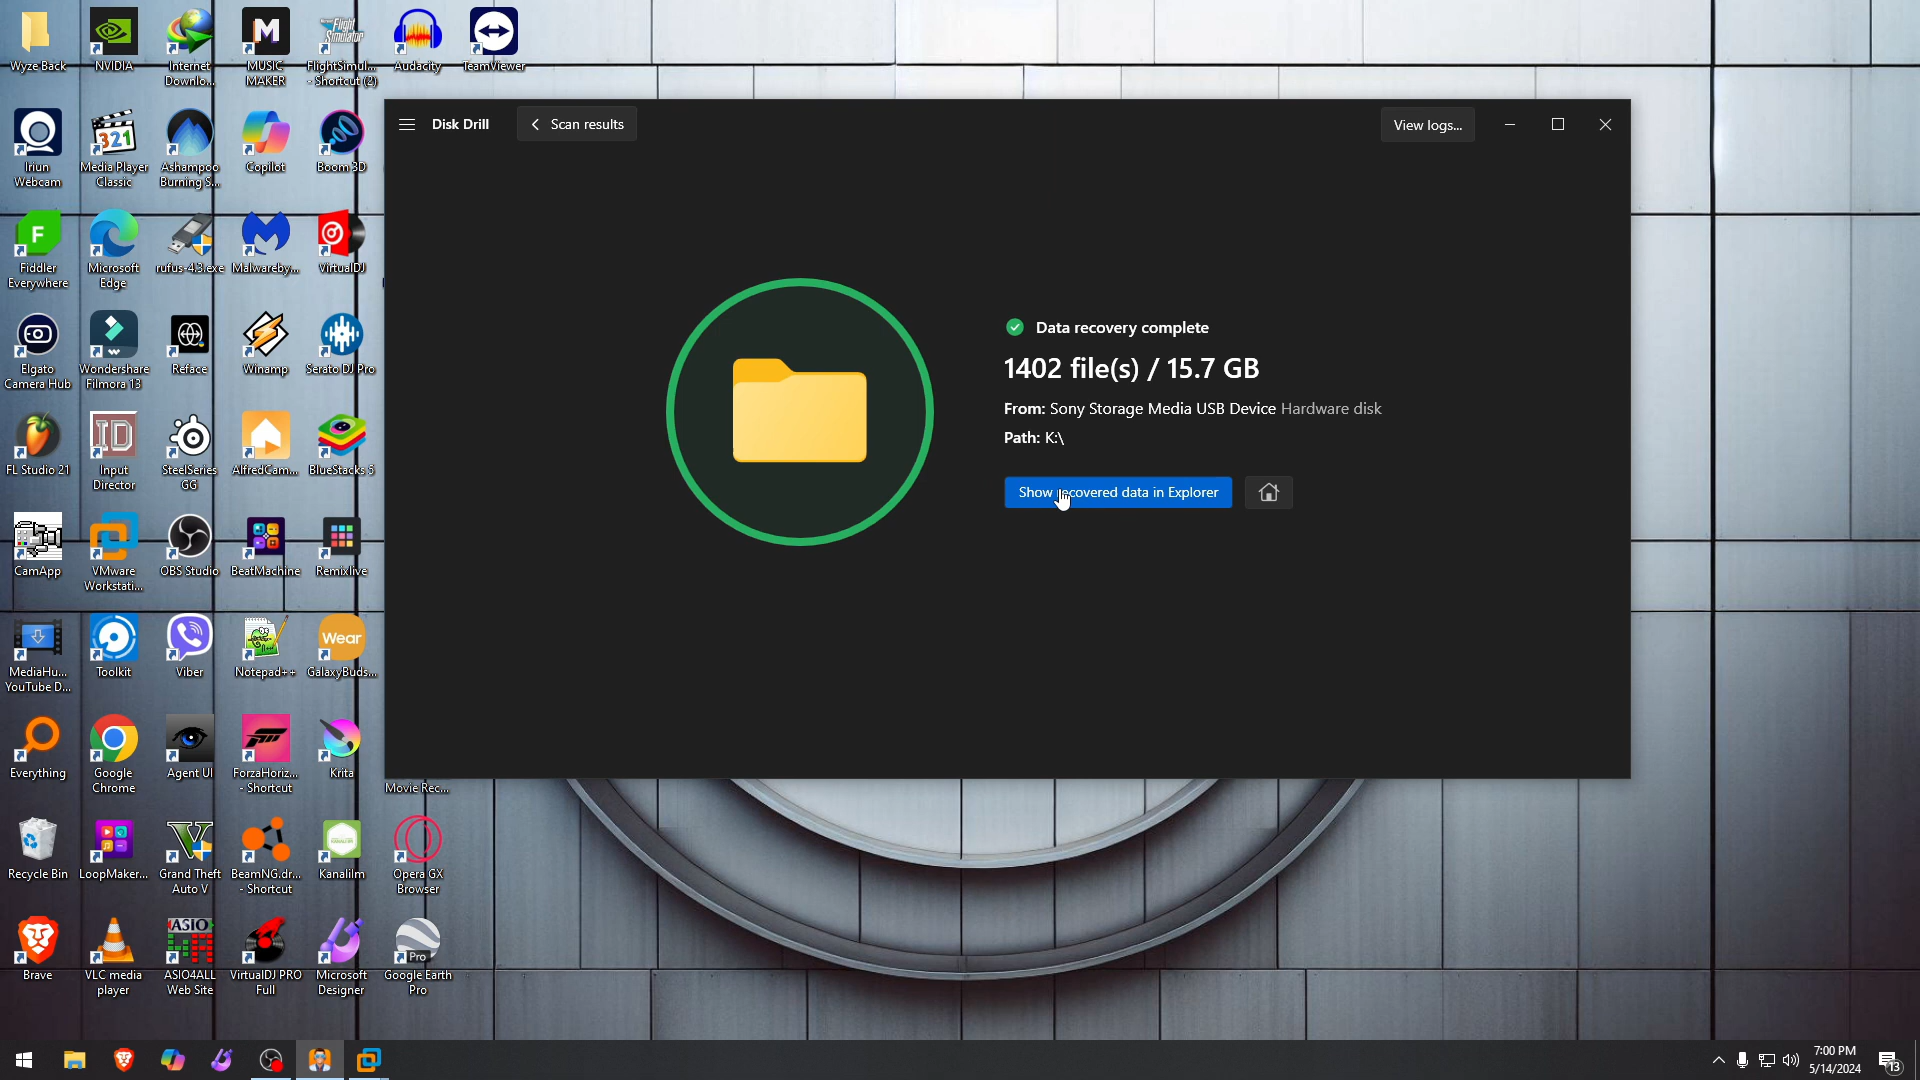 Wyze Back
NVIDIA
Internet
Downlo...
MUSIC
MAKER
FlightSimul...
- Shortcut (2)
Audacity
TeamViewer
Iriun
Webcam
Media Player
Classic
Ashampoo
Burning S...
Copilot
Boom 3D
Fiddler
Everywhere
Microsoft
Edge
rufus-4.3.exe
Malwareby...
VirtualDJ
Elgato
Camera Hub
Wondershare
Filmora 13
Reface
Winamp
Serato DJ Pro
FL Studio 21
Input
Director
SteelSeries
GG
AlfredCam...
BlueStacks 5
CamApp
VMware
Workstati...
OBS Studio
BeatMachine
Remixlive
MediaHu...
YouTube D...
Toolkit
Viber
Notepad++
Wear
GalaxyBuds...
Everything
Google
Chrome
Agent UI
ForzaHoriz...
- Shortcut
Krita
Movie Rec...
Recycle Bin
LoopMaker...
Grand Theft
Auto V
BeamNG.dr...
- Shortcut
Kanalilm
Opera GX
Browser
Brave
VLC media
player
ASIO
ASIO4ALL
Web Site
VirtualDJ PRO
Full
Microsoft
Designer
Pro
Google Earth
Pro
Disk Drill
Scan results
View logs...
Data recovery complete
1402 file(s) / 15.7 GB
From: Sony Storage Media USB Device Hardware disk
Path: K:\
Show recovered data in Explorer
7:00 PM
5/14/2024
13